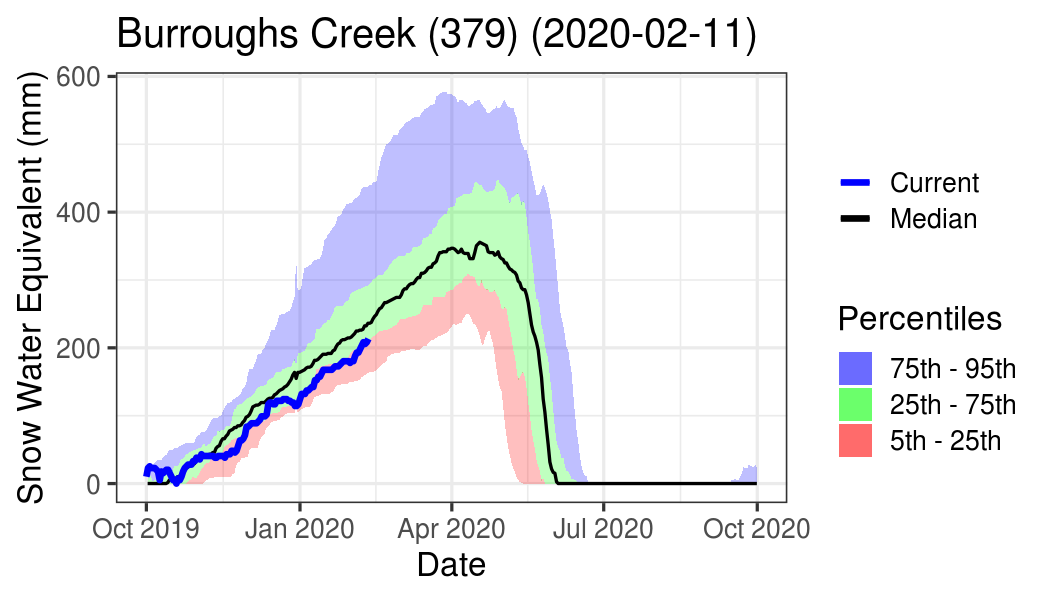 Burroughs Creek (379) (2020-02-11)
Snow Water Equivalent (mm)
600
400
200
0
Oct 2019
Jan 2020
Apr 2020
Jul 2020
Oct 2020
Date
Current
Median
Percentiles
75th - 95th
25th - 75th
5th - 25th